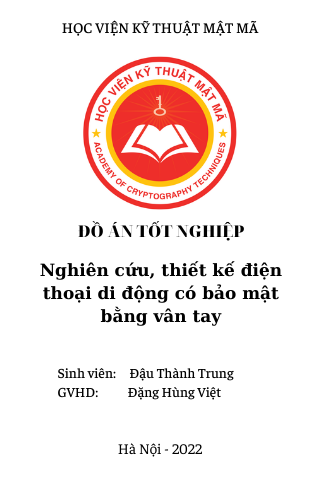 HỌC VIỆN KỸ THUẬT MẬT MÃ
HỌC VIỆN KỸ THUẬT MẬT MÃ
ACADEMY OF CRYPTOGRAPHY TECHNIQUES
ĐỒ ÁN TỐT NGHIỆP
Nghiên cứu, thiết kế điện
thoại di động có bảo mật
bằng vân tay
Sinh viên: Đậu Thành Trung
GVHD: Đặng Hùng Việt
Hà Nội - 2022